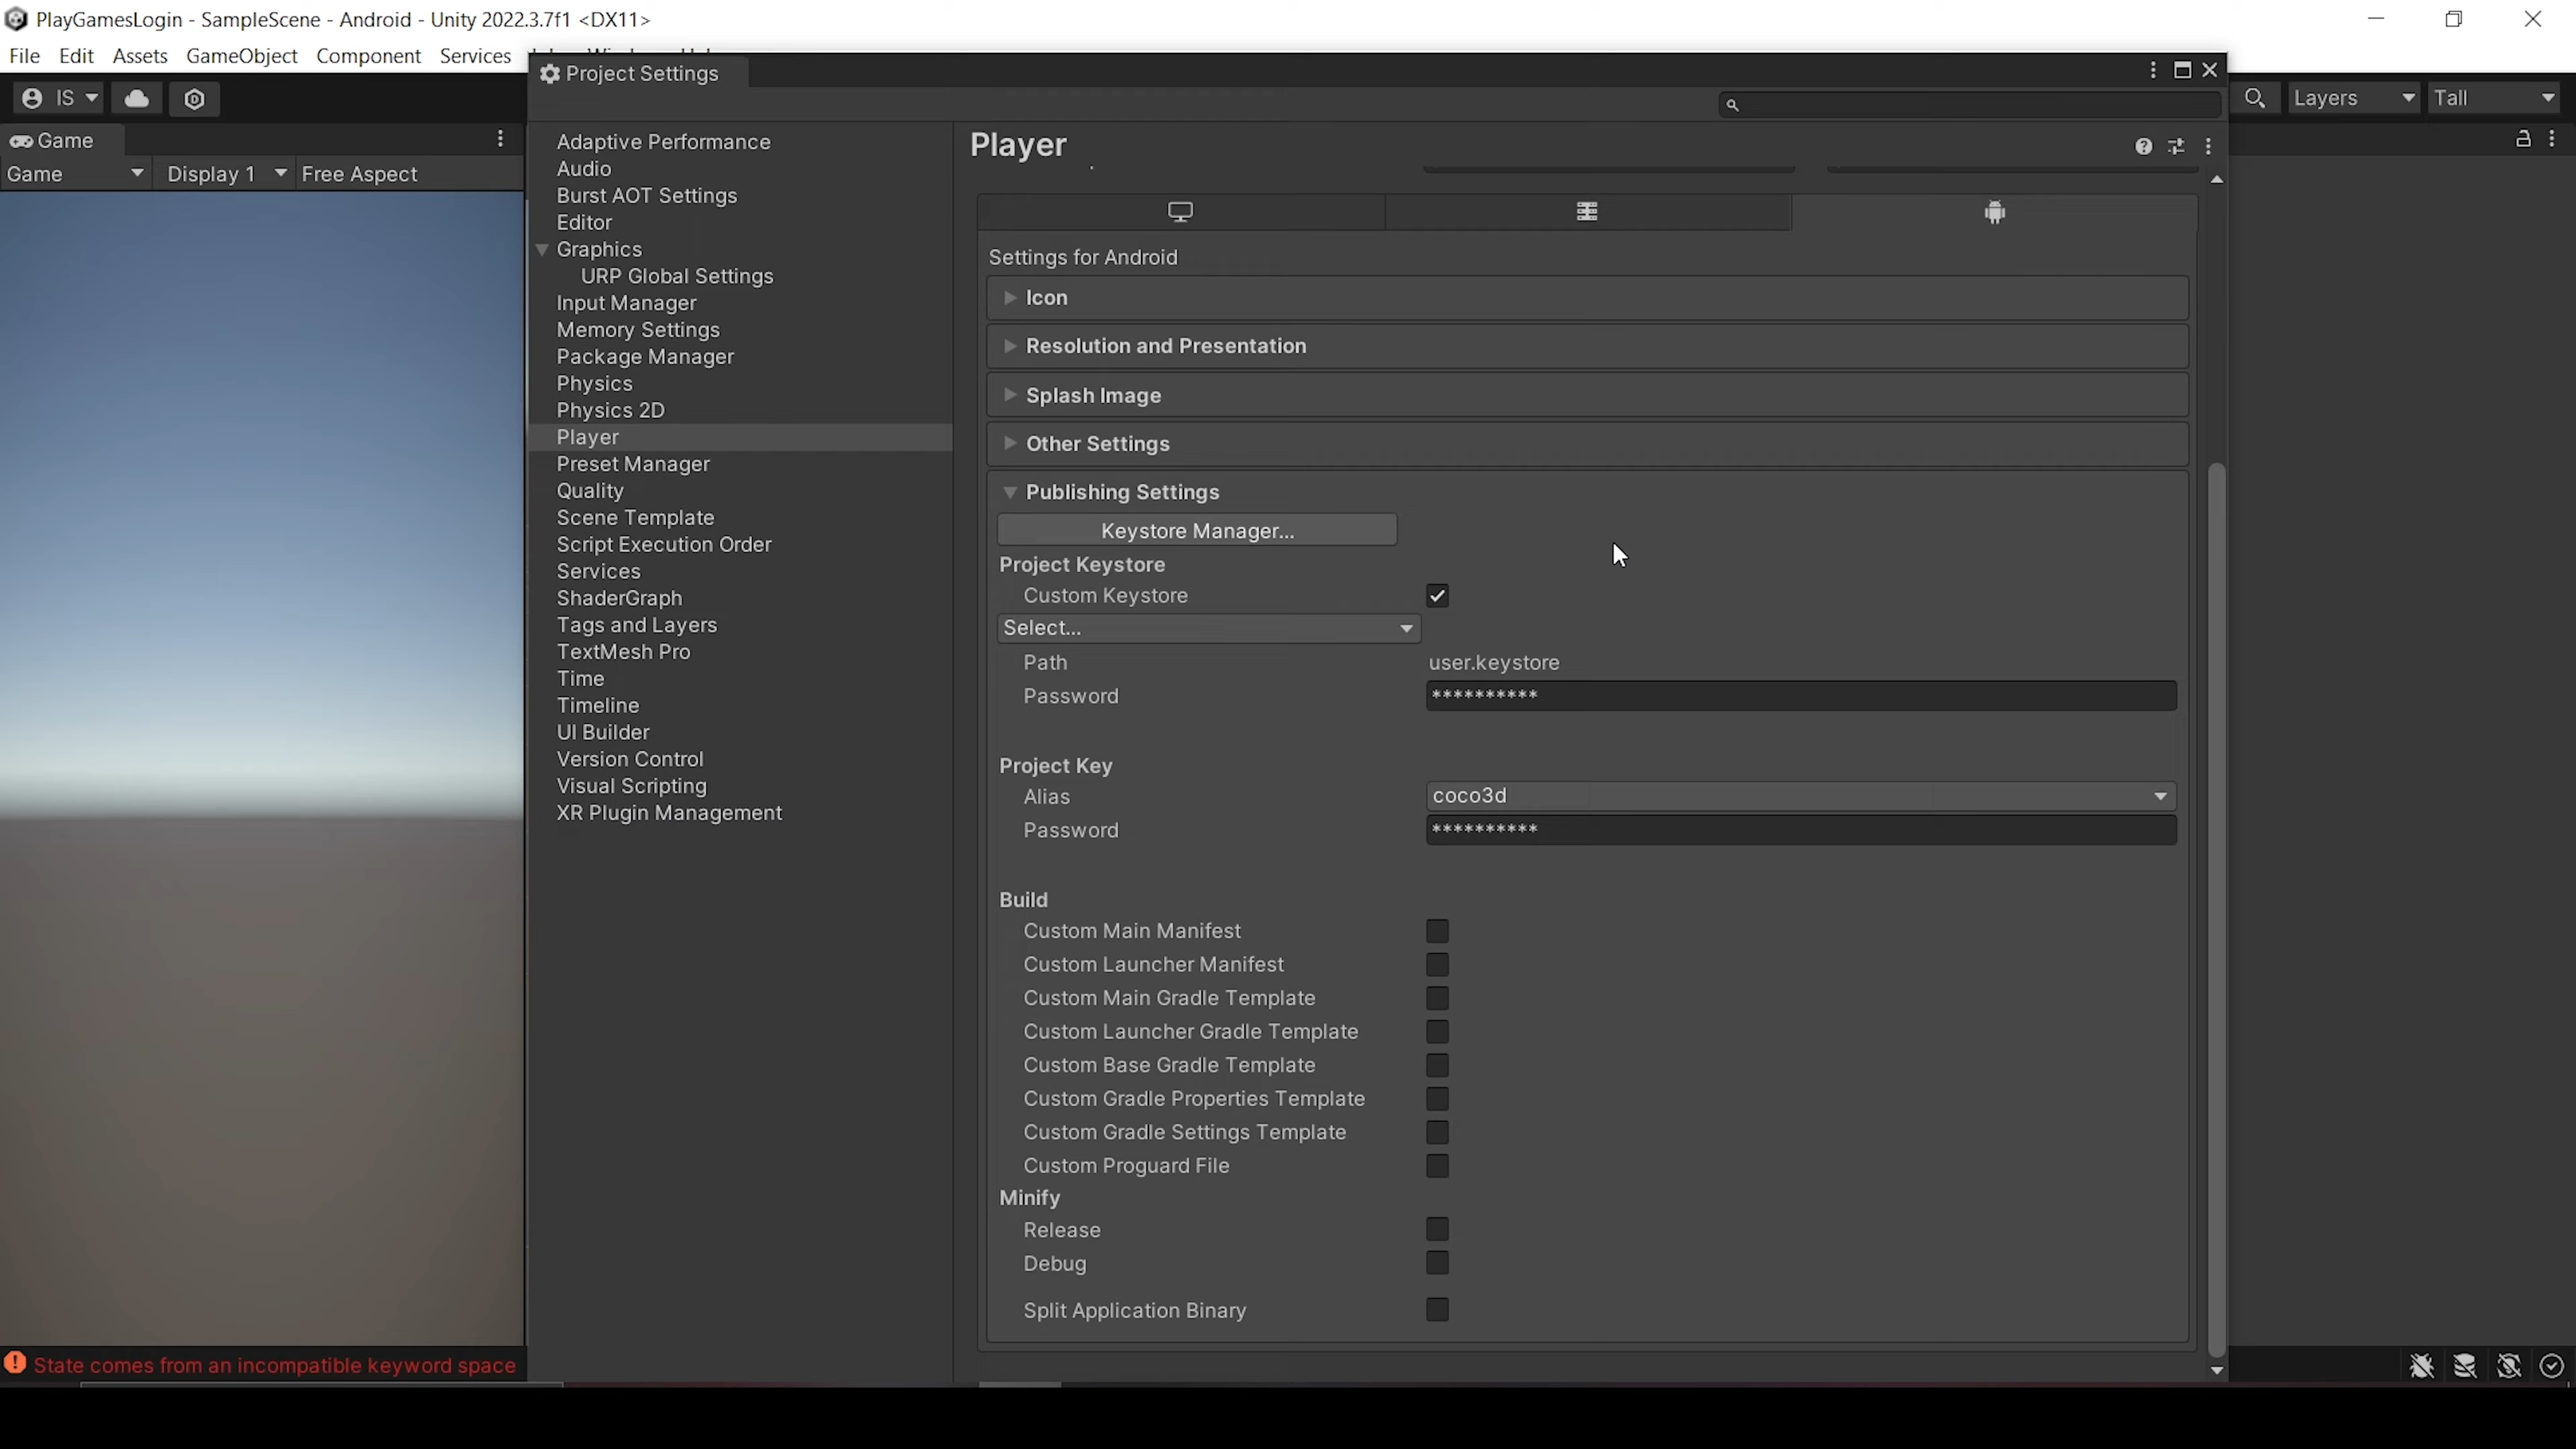 PlayGamesLogin - SampleScene - Android - Unity 2022.3.7f1 <DX11>
File Edit Assets GameObject Component Services
Project Settings
IS
Layers
Tall
Game
Game
Display 1
Free Aspect
Adaptive Performance
Audio
Burst AOT Settings
Editor
Graphics
URP Global Settings
Input Manager
Memory Settings
Package Manager
Physics
Physics 2D
Player
Preset Manager
Quality
Scene Template
Script Execution Order
Services
ShaderGraph
Tags and Layers
TextMesh Pro
Time
Timeline
UI Builder
Version Control
Visual Scripting
XR Plugin Management
Player
Settings for Android
Icon
Resolution and Presentation
Splash Image
Other Settings
Publishing Settings
Keystore Manager...
Project Keystore
Custom Keystore
Select...
Path user.keystore
Password **********
Project Key
Alias coco3d
Password **********
Build
Custom Main Manifest
Custom Launcher Manifest
Custom Main Gradle Template
Custom Launcher Gradle Template
Custom Base Gradle Template
Custom Gradle Properties Template
Custom Gradle Settings Template
Custom Proguard File
Minify
Release
Debug
Split Application Binary
State comes from an incompatible keyword space